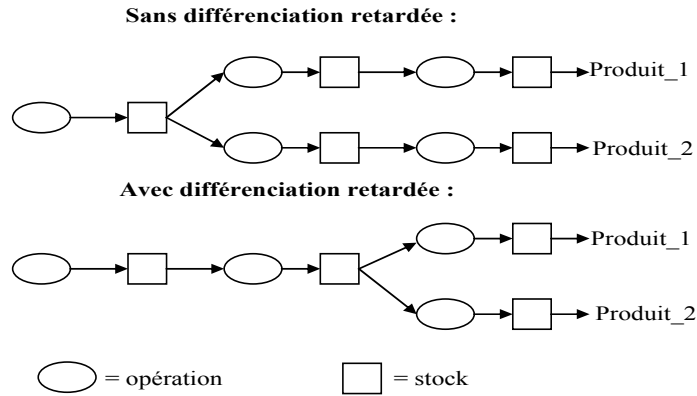 Sans différenciation retardée :
Produit_1
Produit_2
Avec différenciation retardée :
Produit_1
Produit_2
= opération
= stock